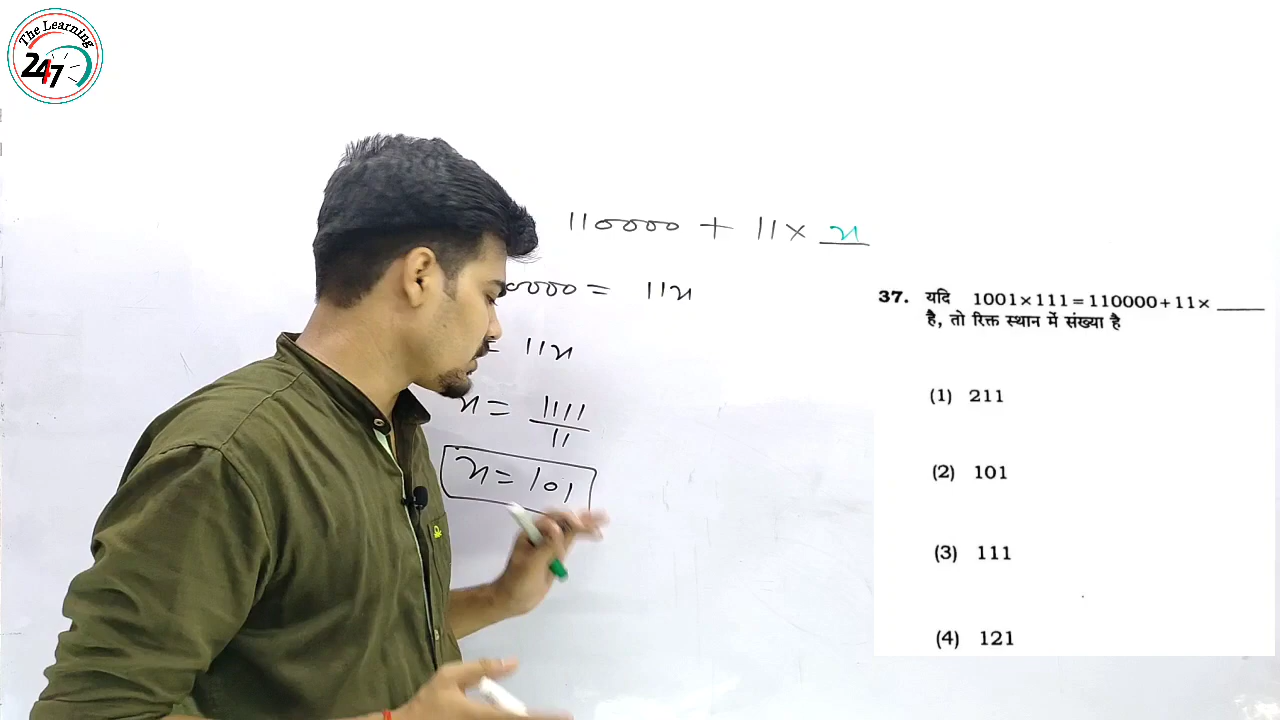 The Learning
247
110000 + 11 × x
0000 = 11x
= 11x
x = 1111/11
x = 101
37. यदि 1001×111=110000+11× ____
है, तो रिक्त स्थान में संख्या है
(1) 211
(2) 101
(3) 111
(4) 121